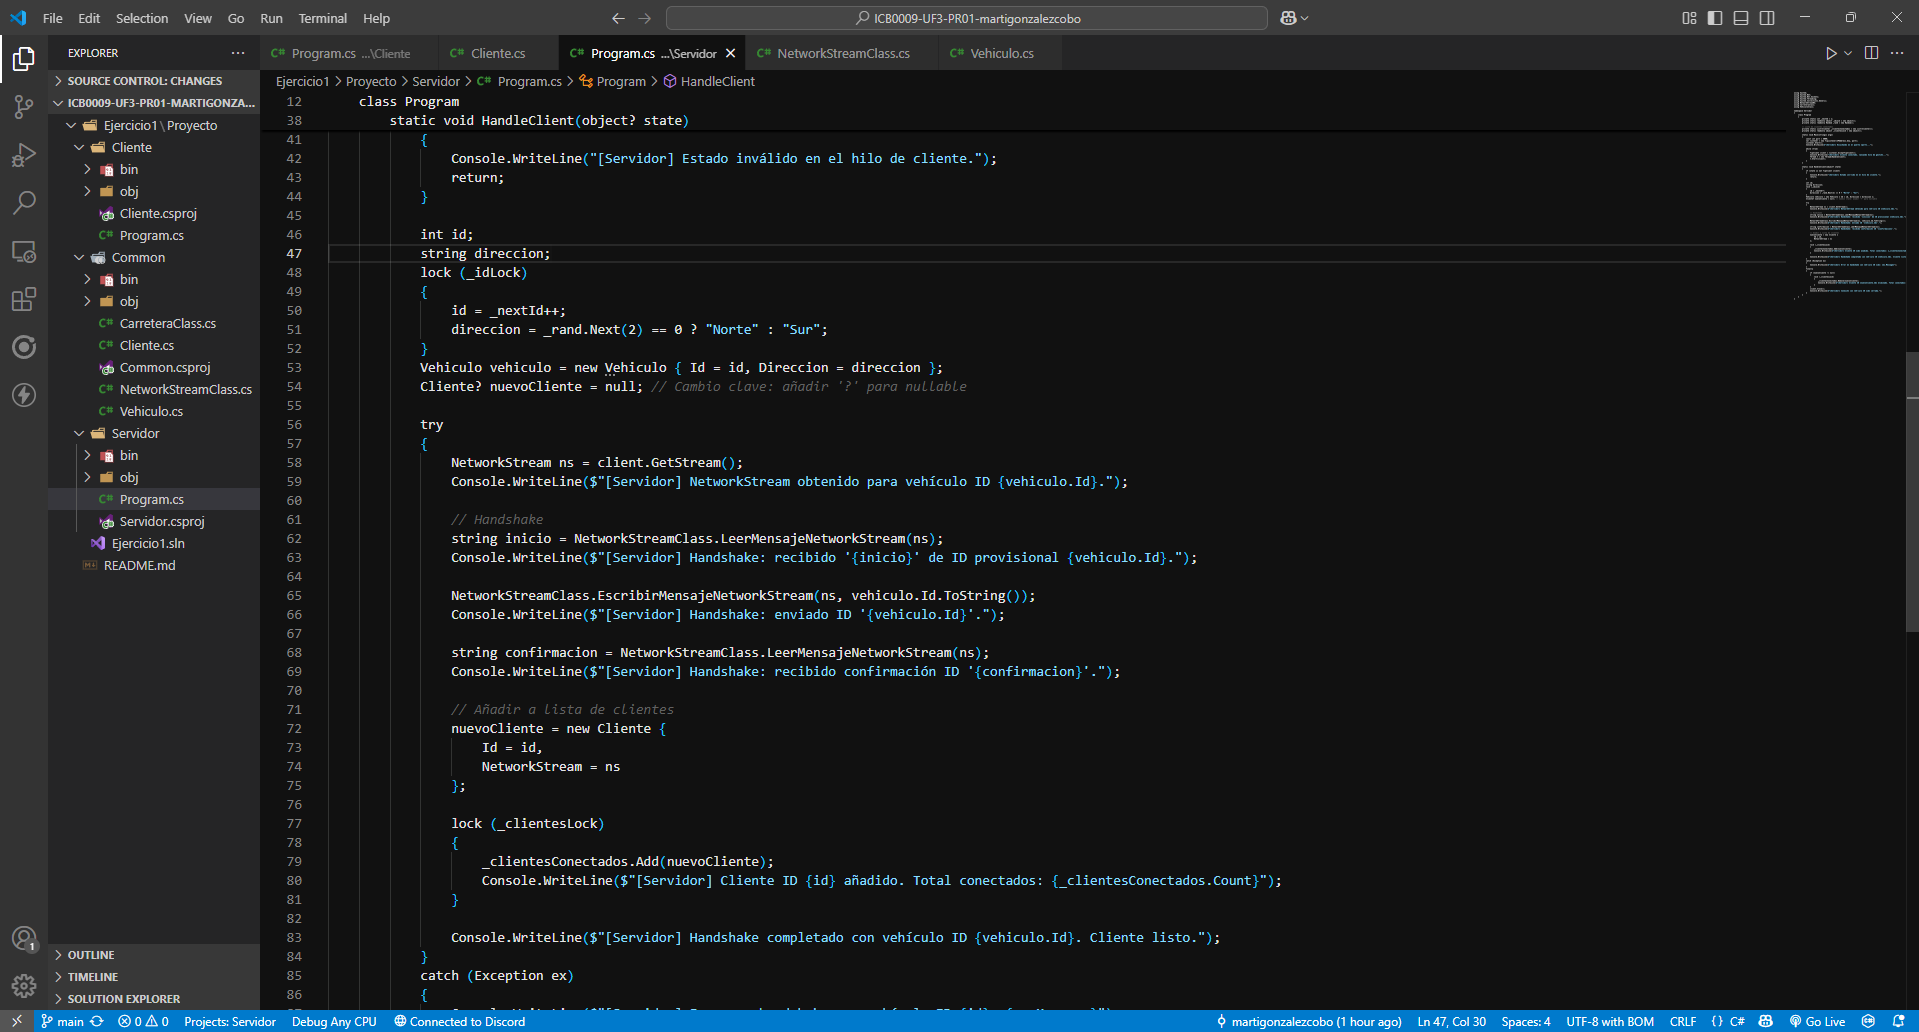 File Edit Selection View Go Run Terminal Help
ICB0009-UF3-PR01-martigonzalezcobo
EXPLORER
C# Program.cs ...\Cliente
C# Cliente.cs
C# Program.cs ...\Servidor
C# NetworkStreamClass.cs
C# Vehiculo.cs
SOURCE CONTROL: CHANGES
ICB0009-UF3-PR01-MARTIGONZA...
Ejercicio1\Proyecto
Cliente
bin
obj
Cliente.csproj
C# Program.cs
Common
bin
obj
C# CarreteraClass.cs
C# Cliente.cs
Common.csproj
C# NetworkStreamClass.cs
C# Vehiculo.cs
Servidor
bin
obj
C# Program.cs
Servidor.csproj
Ejercicio1.sln
README.md
OUTLINE
TIMELINE
SOLUTION EXPLORER
1
Ejercicio1 > Proyecto > Servidor > C# Program.cs > Program > HandleClient
12 class Program
38 static void HandleClient(object? state)
41 {
42 Console.WriteLine("[Servidor] Estado inválido en el hilo de cliente.");
43 return;
44 }
45
46 int id;
47 string direccion;
48 lock (_idLock)
49 {
50 id = _nextId++;
51 direccion = _rand.Next(2) == 0 ? "Norte" : "Sur";
52 }
53 Vehiculo vehiculo = new Vehiculo { Id = id, Direccion = direccion };
54 Cliente? nuevoCliente = null; // Cambio clave: añadir '?' para nullable
55
56 try
57 {
58 NetworkStream ns = client.GetStream();
59 Console.WriteLine($"[Servidor] NetworkStream obtenido para vehículo ID {vehiculo.Id}.");
60
61 // Handshake
62 string inicio = NetworkStreamClass.LeerMensajeNetworkStream(ns);
63 Console.WriteLine($"[Servidor] Handshake: recibido '{inicio}' de ID provisional {vehiculo.Id}.");
64
65 NetworkStreamClass.EscribirMensajeNetworkStream(ns, vehiculo.Id.ToString());
66 Console.WriteLine($"[Servidor] Handshake: enviado ID '{vehiculo.Id}'.");
67
68 string confirmacion = NetworkStreamClass.LeerMensajeNetworkStream(ns);
69 Console.WriteLine($"[Servidor] Handshake: recibido confirmación ID '{confirmacion}'.");
70
71 // Añadir a lista de clientes
72 nuevoCliente = new Cliente {
73 Id = id,
74 NetworkStream = ns
75 };
76
77 lock (_clientesLock)
78 {
79 _clientesConectados.Add(nuevoCliente);
80 Console.WriteLine($"[Servidor] Cliente ID {id} añadido. Total conectados: {_clientesConectados.Count}");
81 }
82
83 Console.WriteLine($"[Servidor] Handshake completado con vehículo ID {vehiculo.Id}. Cliente listo.");
84 }
85 catch (Exception ex)
86 {
main 0 0 Projects: Servidor Debug Any CPU Connected to Discord martigonzalezcobo (1 hour ago) Ln 47, Col 30 Spaces: 4 UTF-8 with BOM CRLF {} C# Go Live